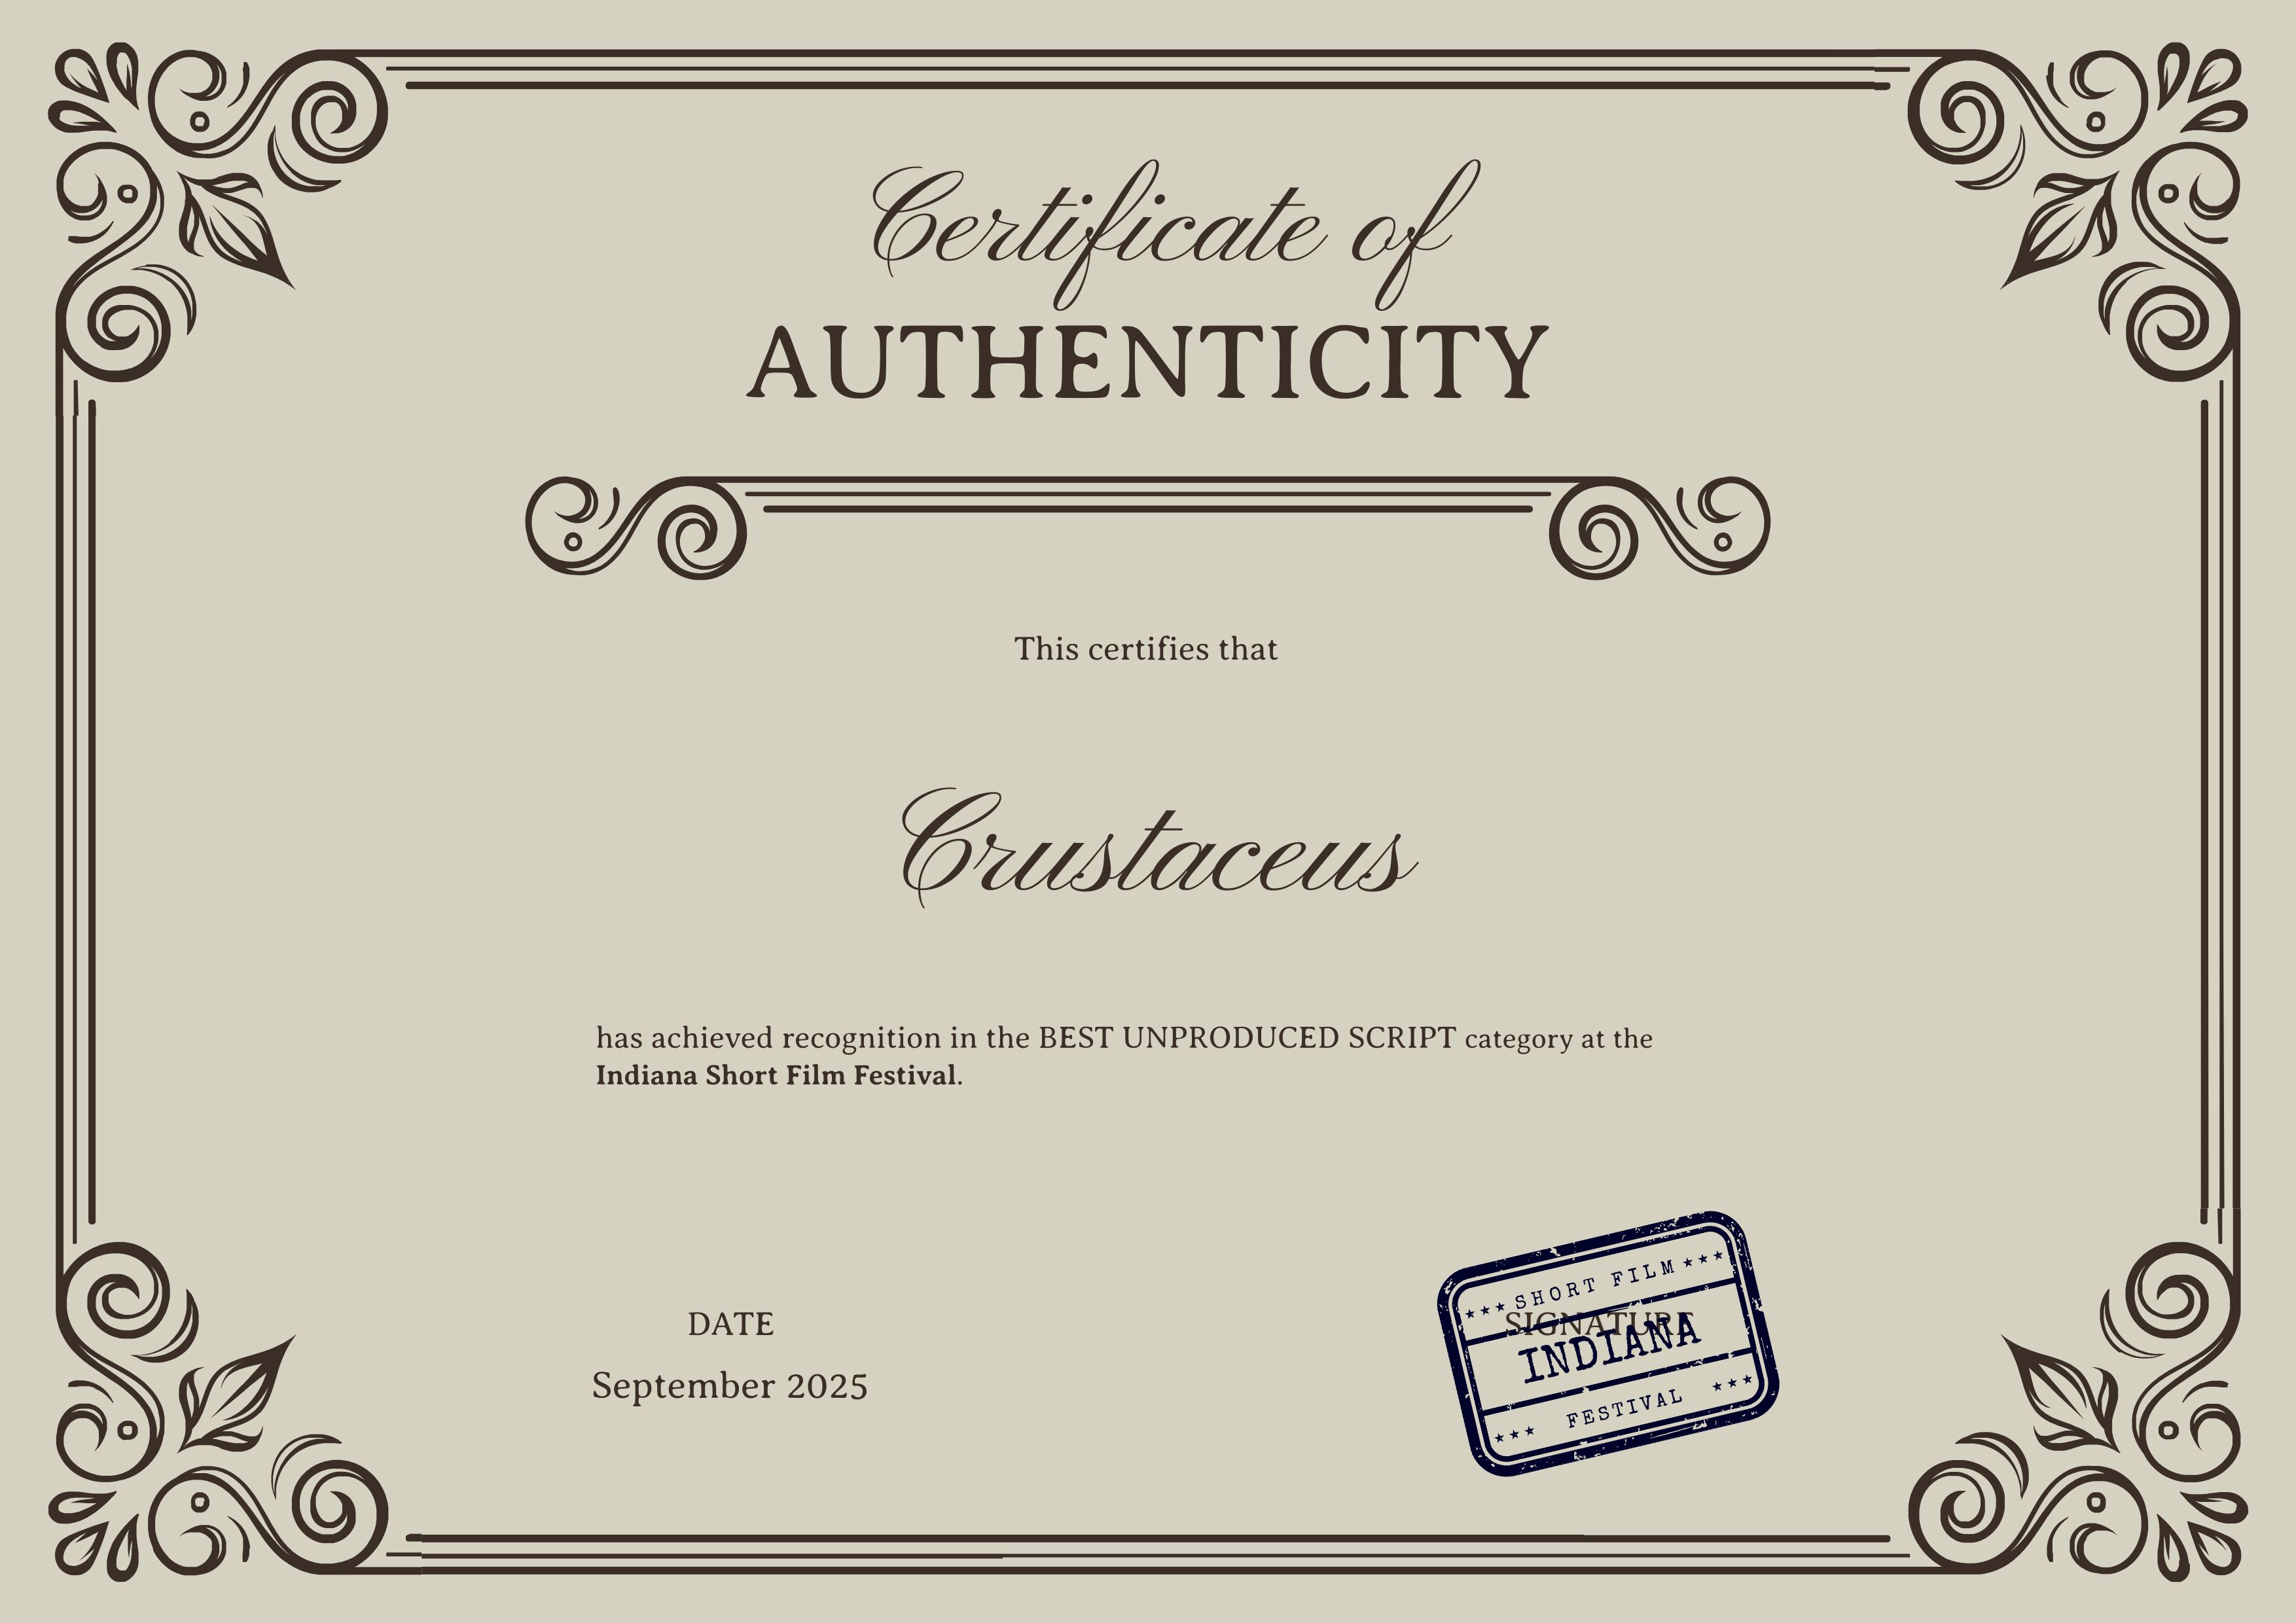 Certificate of
AUTHENTICITY
This certifies that
Crustaceus
has achieved recognition in the BEST UNPRODUCED SCRIPT category at the
Indiana Short Film Festival.
DATE
September 2025
SIGNATURE
★★★ SHORT FILM ★★★
INDIANA
★★★ FESTIVAL ★★★